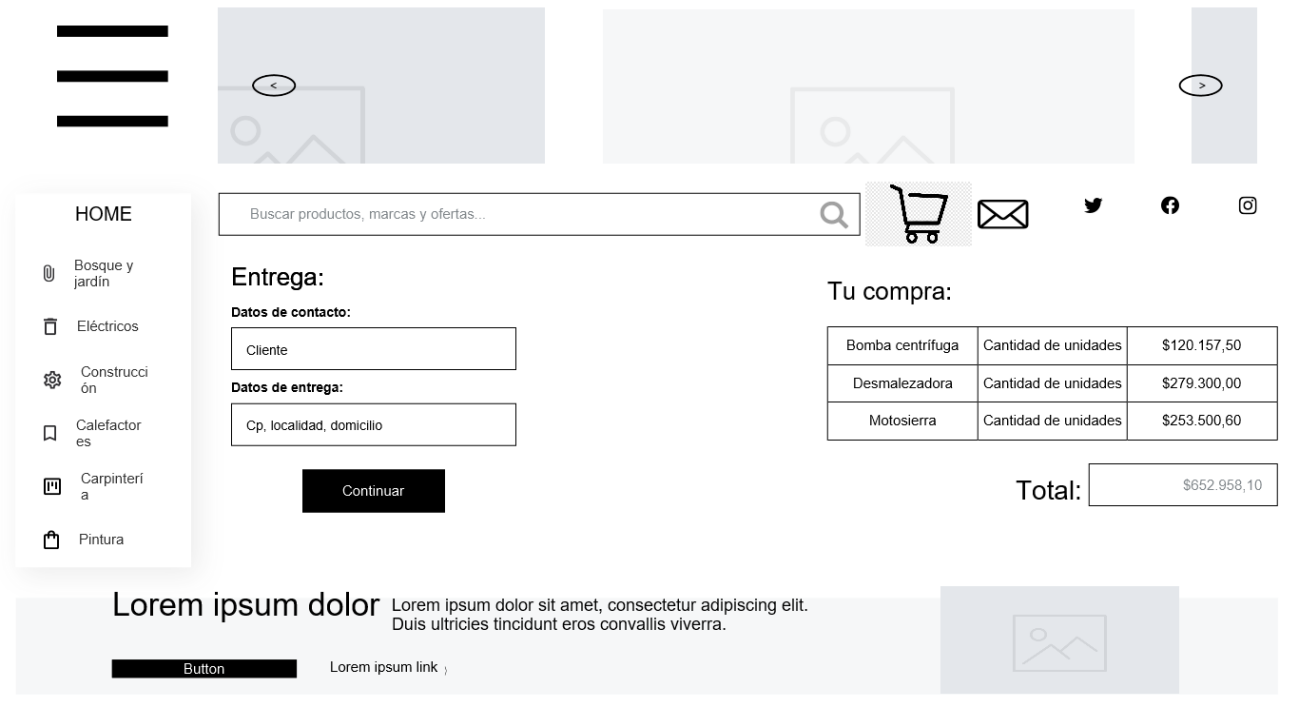 <
>
HOME
Bosque y
jardín
Eléctricos
Construcci
ón
Calefactor
es
Carpinterí
a
Pintura
Buscar productos, marcas y ofertas...
Entrega:
Datos de contacto:
Cliente
Datos de entrega:
Cp, localidad, domicilio
Continuar
Tu compra:
Bomba centrífuga Cantidad de unidades $120.157,50
Desmalezadora Cantidad de unidades $279.300,00
Motosierra Cantidad de unidades $253.500,60
Total: $652.958,10
Lorem ipsum dolor
Lorem ipsum dolor sit amet, consectetur adipiscing elit.
Duis ultricies tincidunt eros convallis viverra.
Button
Lorem ipsum link